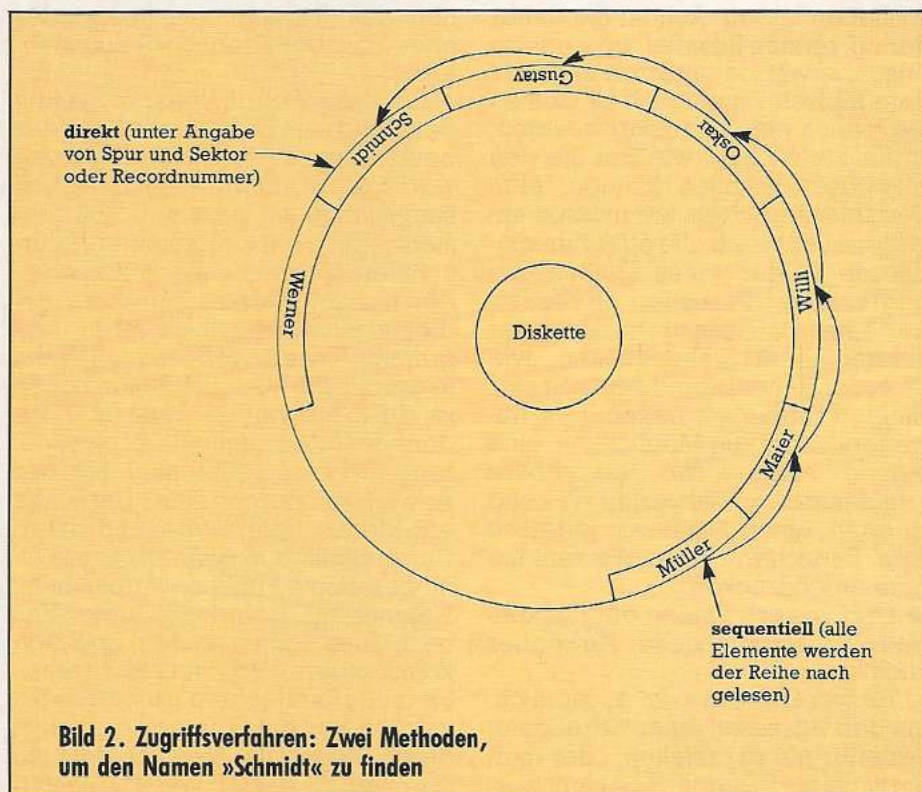 direkt (unter Angabe
von Spur und Sektor
oder Recordnummer)
Werner
Schmidt
Gustav
Oskar
Willi
Maier
Müller
Diskette
sequentiell (alle
Elemente werden
der Reihe nach
gelesen)
Bild 2. Zugriffsverfahren: Zwei Methoden,
um den Namen »Schmidt« zu finden